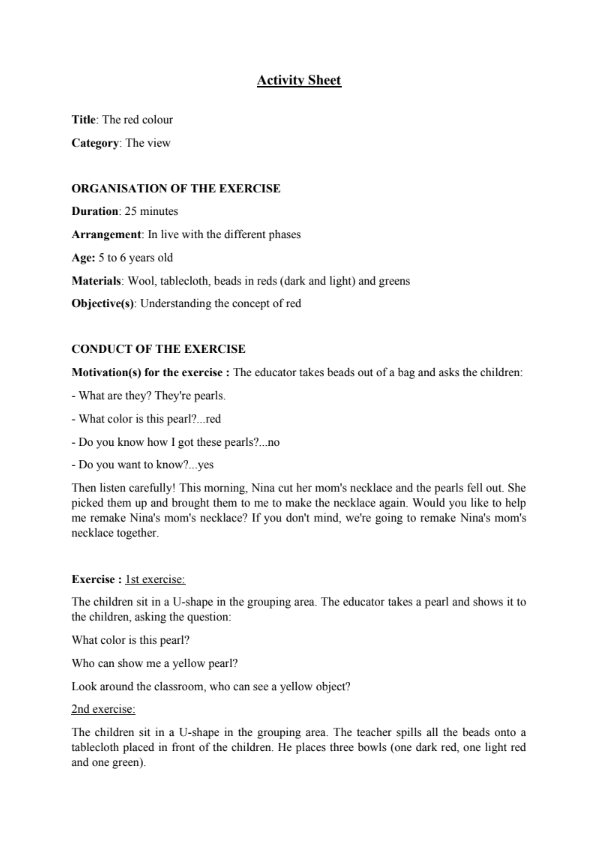 Activity Sheet
Title: The red colour
Category: The view
ORGANISATION OF THE EXERCISE
Duration: 25 minutes
Arrangement: In live with the different phases
Age: 5 to 6 years old
Materials: Wool, tablecloth, beads in reds (dark and light) and greens
Objective(s): Understanding the concept of red
CONDUCT OF THE EXERCISE
Motivation(s) for the exercise : The educator takes beads out of a bag and asks the children:
- What are they? They're pearls.
- What color is this pearl?...red
- Do you know how I got these pearls?...no
- Do you want to know?...yes
Then listen carefully! This morning, Nina cut her mom's necklace and the pearls fell out. She
picked them up and brought them to me to make the necklace again. Would you like to help
me remake Nina's mom's necklace? If you don't mind, we're going to remake Nina's mom's
necklace together.
Exercise : 1st exercise:
The children sit in a U-shape in the grouping area. The educator takes a pearl and shows it to
the children, asking the question:
What color is this pearl?
Who can show me a yellow pearl?
Look around the classroom, who can see a yellow object?
2nd exercise:
The children sit in a U-shape in the grouping area. The teacher spills all the beads onto a
tablecloth placed in front of the children. He places three bowls (one dark red, one light red
and one green).